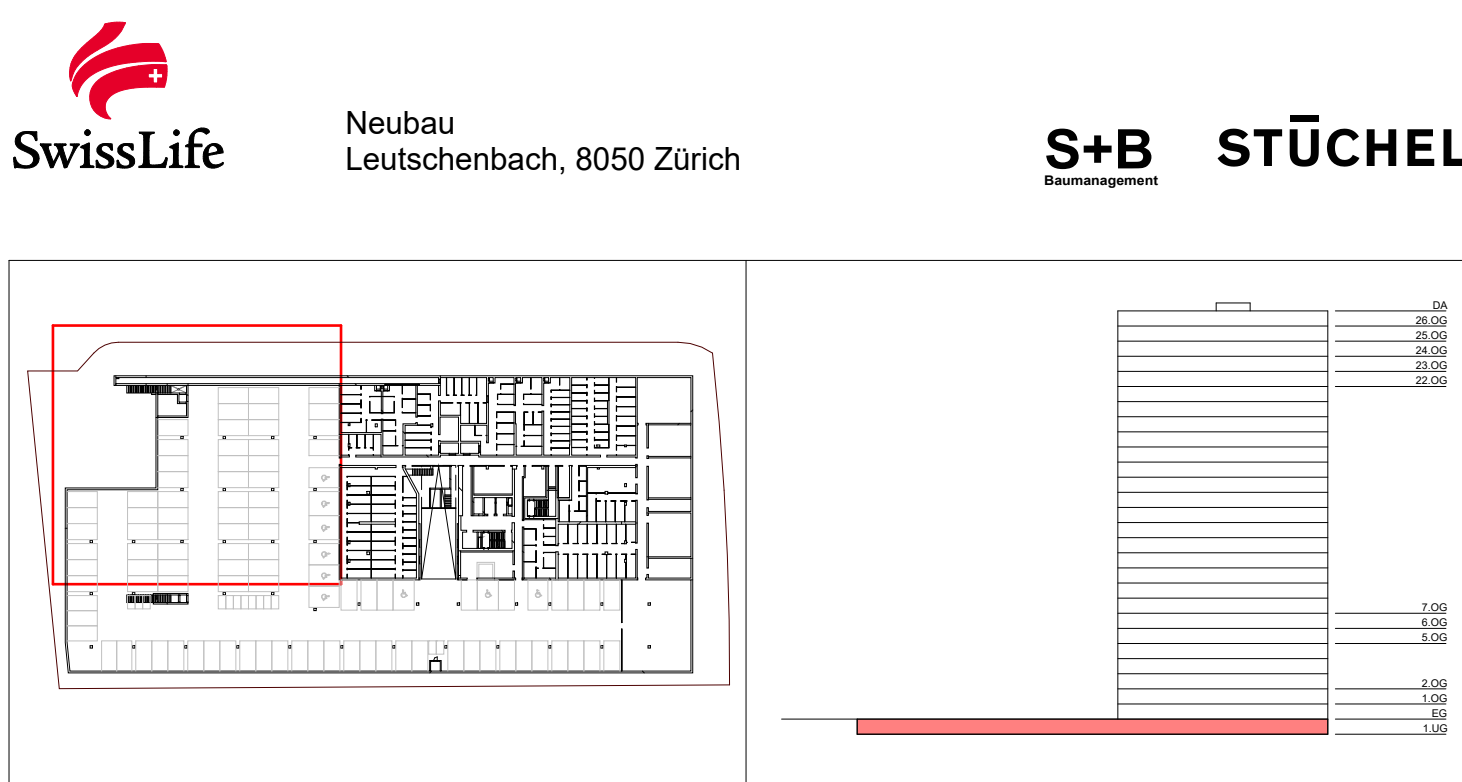 SwissLife
Neubau
Leutschenbach, 8050 Zürich
S+B
Baumanagement
STŪCHEL
DA
26.OG
25.OG
24.OG
23.OG
22.OG
7.OG
6.OG
5.OG
2.OG
1.OG
EG
1.UG